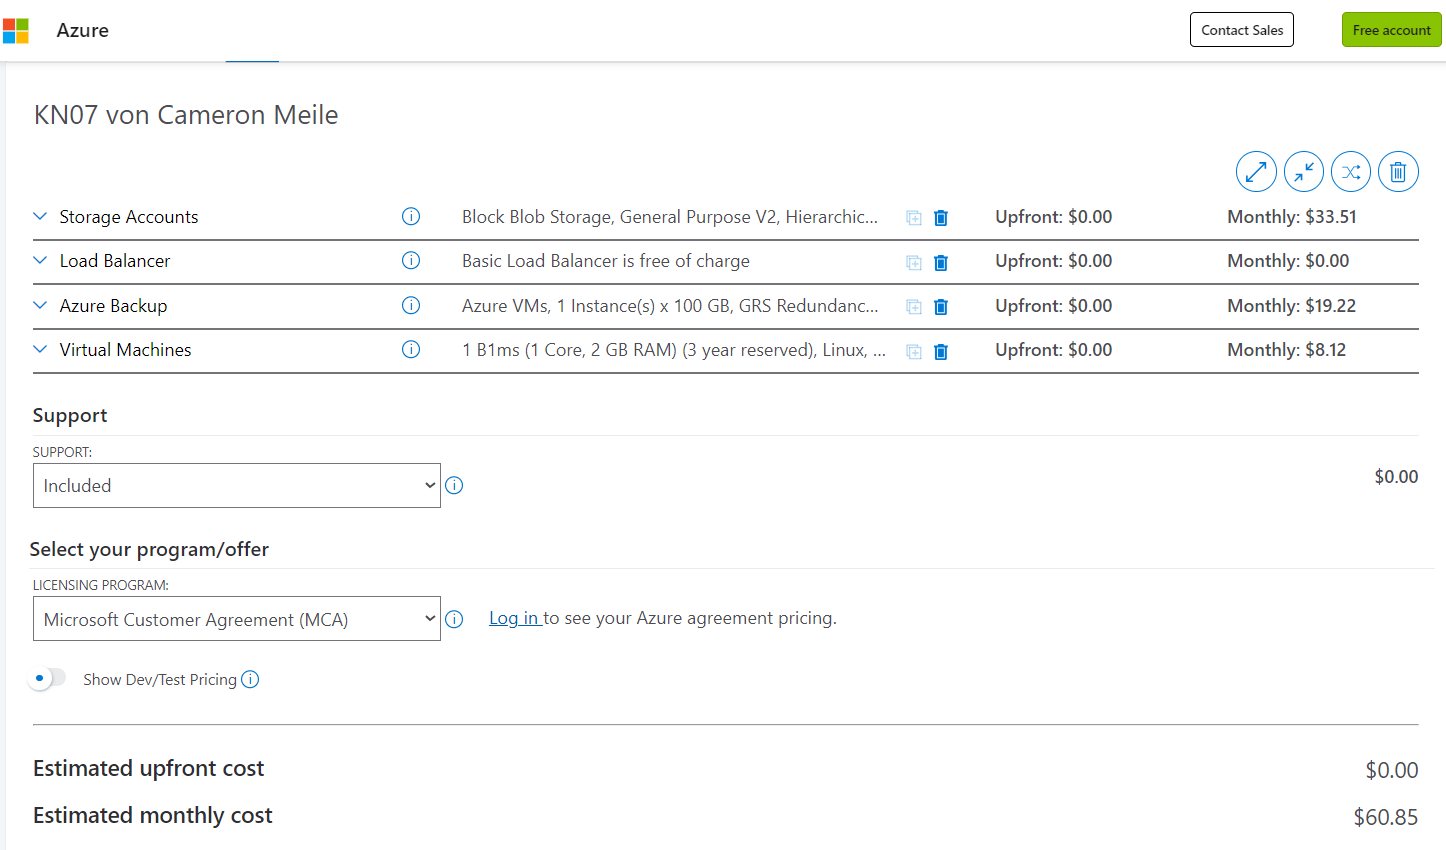 Azure
Contact Sales
Free account
KN07 von Cameron Meile
Storage Accounts Block Blob Storage, General Purpose V2, Hierarchic... Upfront: $0.00 Monthly: $33.51
Load Balancer Basic Load Balancer is free of charge Upfront: $0.00 Monthly: $0.00
Azure Backup Azure VMs, 1 Instance(s) x 100 GB, GRS Redundanc... Upfront: $0.00 Monthly: $19.22
Virtual Machines 1 B1ms (1 Core, 2 GB RAM) (3 year reserved), Linux, ... Upfront: $0.00 Monthly: $8.12
Support
SUPPORT:
Included $0.00
Select your program/offer
LICENSING PROGRAM:
Microsoft Customer Agreement (MCA) Log in to see your Azure agreement pricing.
Show Dev/Test Pricing
Estimated upfront cost $0.00
Estimated monthly cost $60.85